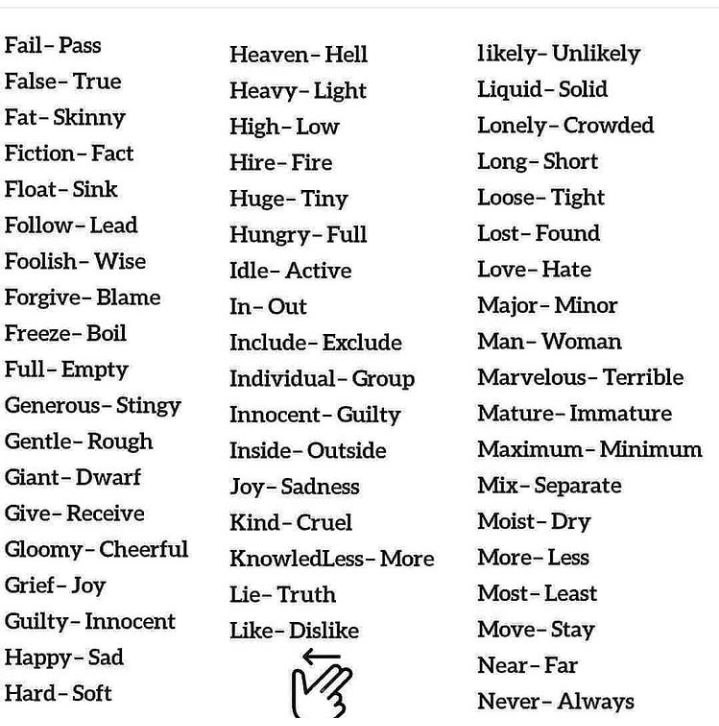 Fail– Pass
False– True
Fat– Skinny
Fiction– Fact
Float– Sink
Follow– Lead
Foolish– Wise
Forgive– Blame
Freeze– Boil
Full– Empty
Generous– Stingy
Gentle– Rough
Giant– Dwarf
Give– Receive
Gloomy– Cheerful
Grief– Joy
Guilty– Innocent
Happy– Sad
Hard– Soft
Heaven– Hell
Heavy– Light
High– Low
Hire– Fire
Huge– Tiny
Hungry– Full
Idle– Active
In– Out
Include– Exclude
Individual– Group
Innocent– Guilty
Inside– Outside
Joy– Sadness
Kind– Cruel
KnowledLess– More
Lie– Truth
Like– Dislike
likely– Unlikely
Liquid– Solid
Lonely– Crowded
Long– Short
Loose– Tight
Lost– Found
Love– Hate
Major– Minor
Man– Woman
Marvelous– Terrible
Mature– Immature
Maximum– Minimum
Mix– Separate
Moist– Dry
More– Less
Most– Least
Move– Stay
Near– Far
Never– Always